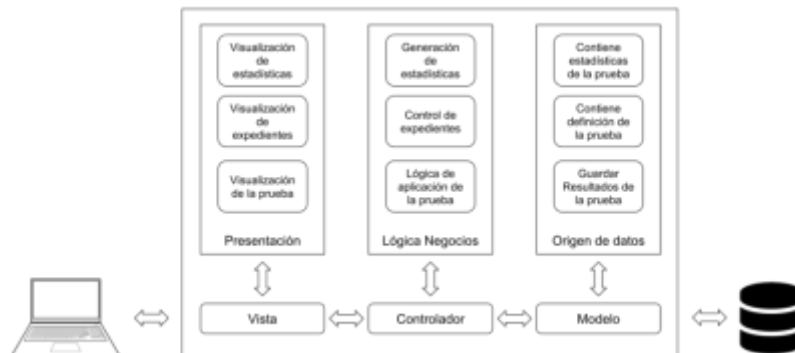 Visualización
de
estadísticas
Visualización
de
expedientes
Visualización
de la prueba
Presentación
Generación
de
estadísticas
Control de
expedientes
Lógica de
aplicación de
la prueba
Lógica Negocios
Contiene
estadísticas
de la prueba
Contiene
definición de
la prueba
Guardar
Resultados de
la prueba
Origen de datos
Vista
Controlador
Modelo